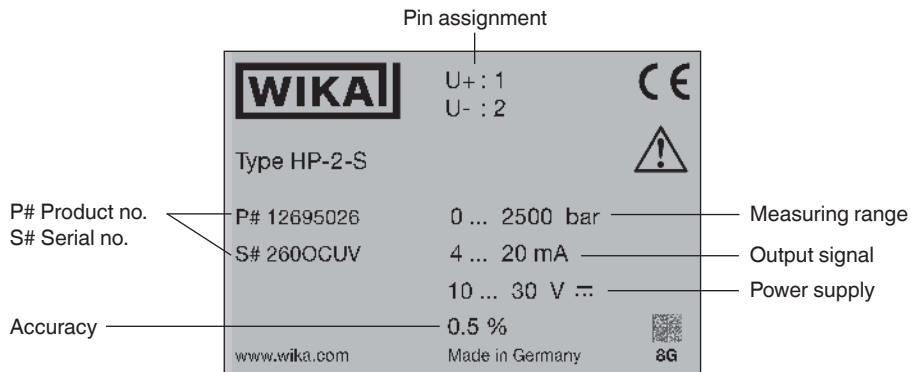 Pin assignment
WIKA
U+ : 1
U- : 2
CE
Type HP-2-S
P# Product no.
S# Serial no.
P# 12695026
S# 260OCUV
0 ... 2500 bar
Measuring range
4 ... 20 mA
Output signal
10 ... 30 V
Power supply
Accuracy
0.5 %
www.wika.com
Made in Germany
8G